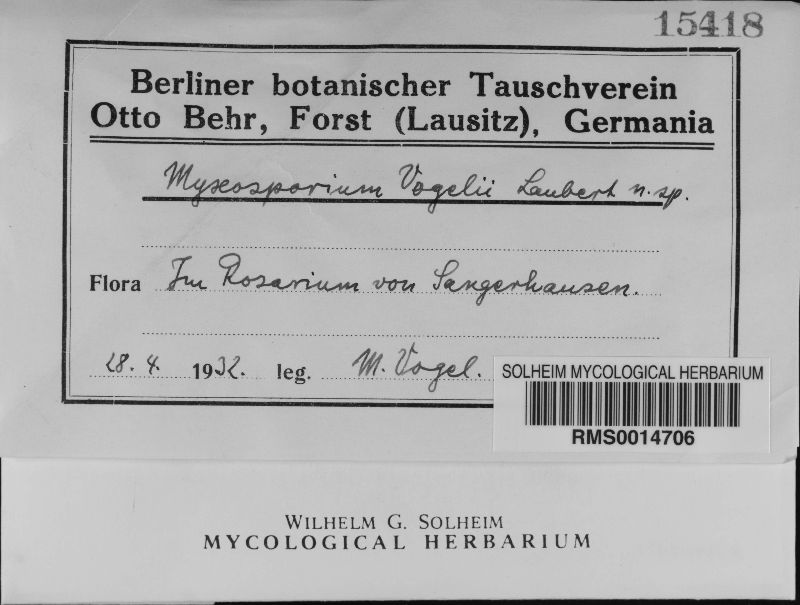 15418
Berliner botanischer Tauschverein
Otto Behr, Forst (Lausitz), Germania
Myxosporium Vogelii Laubert n. sp.
Flora Im Rosarium von Sangerhausen.
28. 4. 1932. leg. M. Vogel.
SOLHEIM MYCOLOGICAL HERBARIUM
RMS0014706
WILHELM G. SOLHEIM
MYCOLOGICAL HERBARIUM